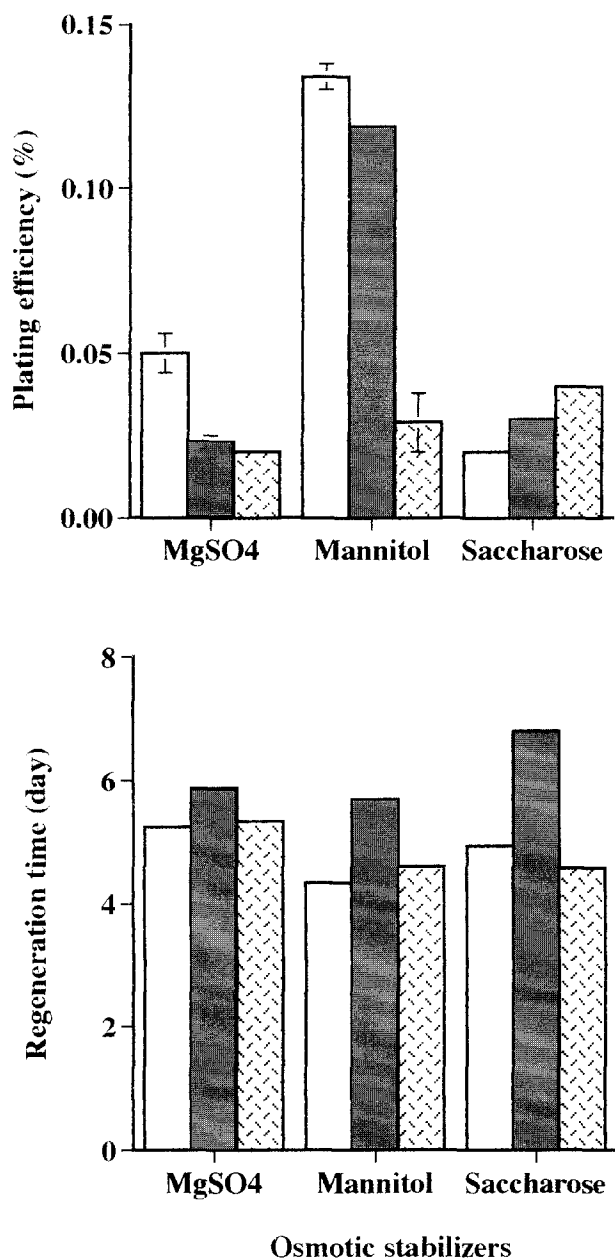 0.15
0.10
0.05
0.00
Plating efficiency (%)
MgSO4 Mannitol Saccharose
8
6
4
2
0
Regeneration time (day)
MgSO4 Mannitol Saccharose
Osmotic stabilizers